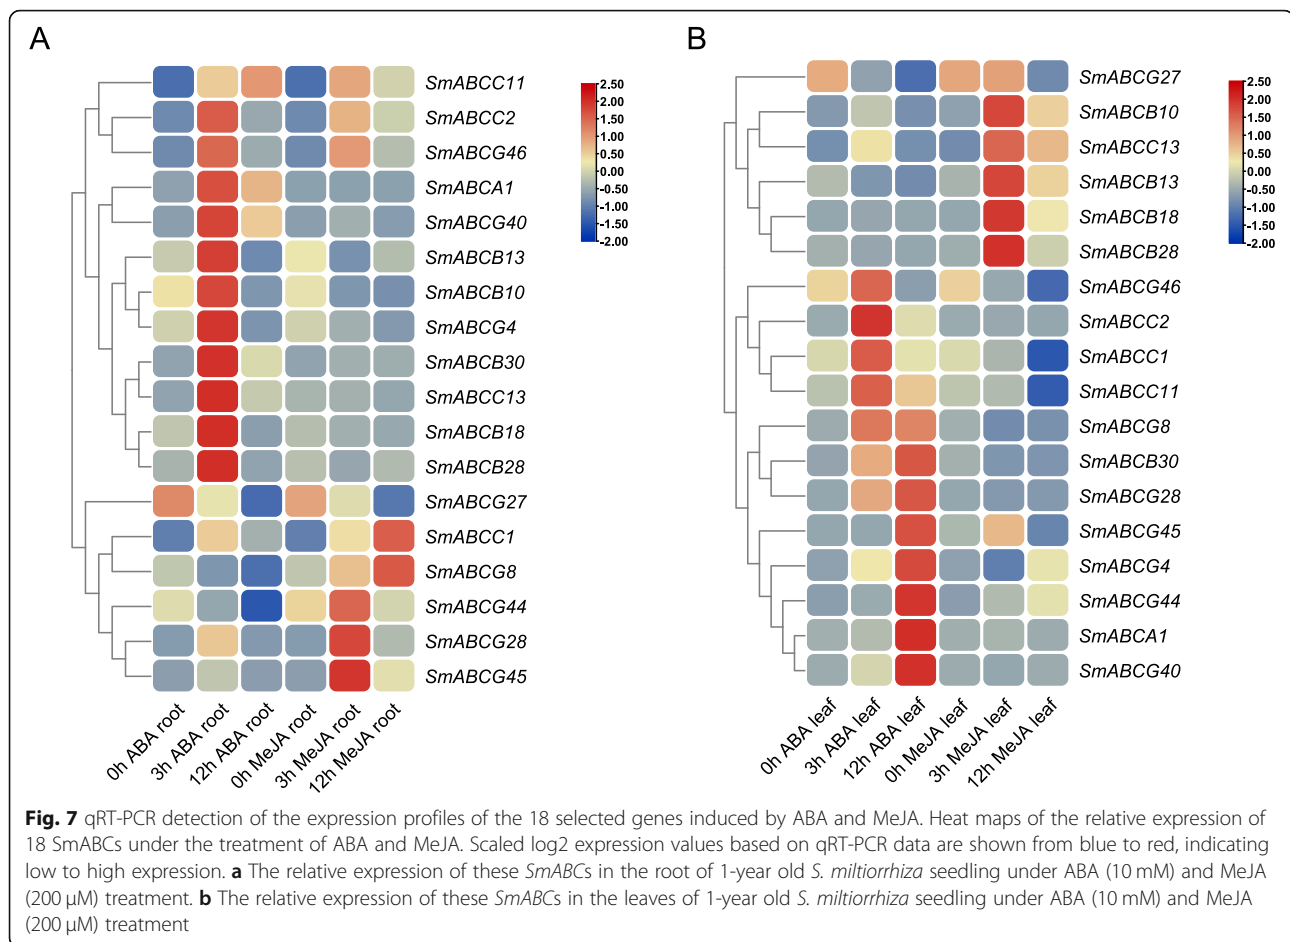 A
SmABCC11
SmABCC2
SmABCG46
SmABCA1
SmABCG40
SmABCB13
SmABCB10
SmABCG4
SmABCB30
SmABCC13
SmABCB18
SmABCB28
SmABCG27
SmABCC1
SmABCG8
SmABCG44
SmABCG28
SmABCG45
2.50
2.00
1.50
1.00
0.50
0.00
-0.50
-1.00
-1.50
-2.00
0h ABA root
3h ABA root
12h ABA root
0h MeJA root
3h MeJA root
12h MeJA root
B
SmABCG27
SmABCB10
SmABCC13
SmABCB13
SmABCB18
SmABCB28
SmABCG46
SmABCC2
SmABCC1
SmABCC11
SmABCG8
SmABCB30
SmABCG28
SmABCG45
SmABCG4
SmABCG44
SmABCA1
SmABCG40
2.50
2.00
1.50
1.00
0.50
0.00
-0.50
-1.00
-1.50
-2.00
0h ABA leaf
3h ABA leaf
12h ABA leaf
0h MeJA leaf
3h MeJA leaf
12h MeJA leaf
Fig. 7 qRT-PCR detection of the expression profiles of the 18 selected genes induced by ABA and MeJA. Heat maps of the relative expression of
18 SmABCs under the treatment of ABA and MeJA. Scaled log2 expression values based on qRT-PCR data are shown from blue to red, indicating
low to high expression. a The relative expression of these SmABCs in the root of 1-year old S. miltiorrhiza seedling under ABA (10 mM) and MeJA
(200 μM) treatment. b The relative expression of these SmABCs in the leaves of 1-year old S. miltiorrhiza seedling under ABA (10 mM) and MeJA
(200 μM) treatment